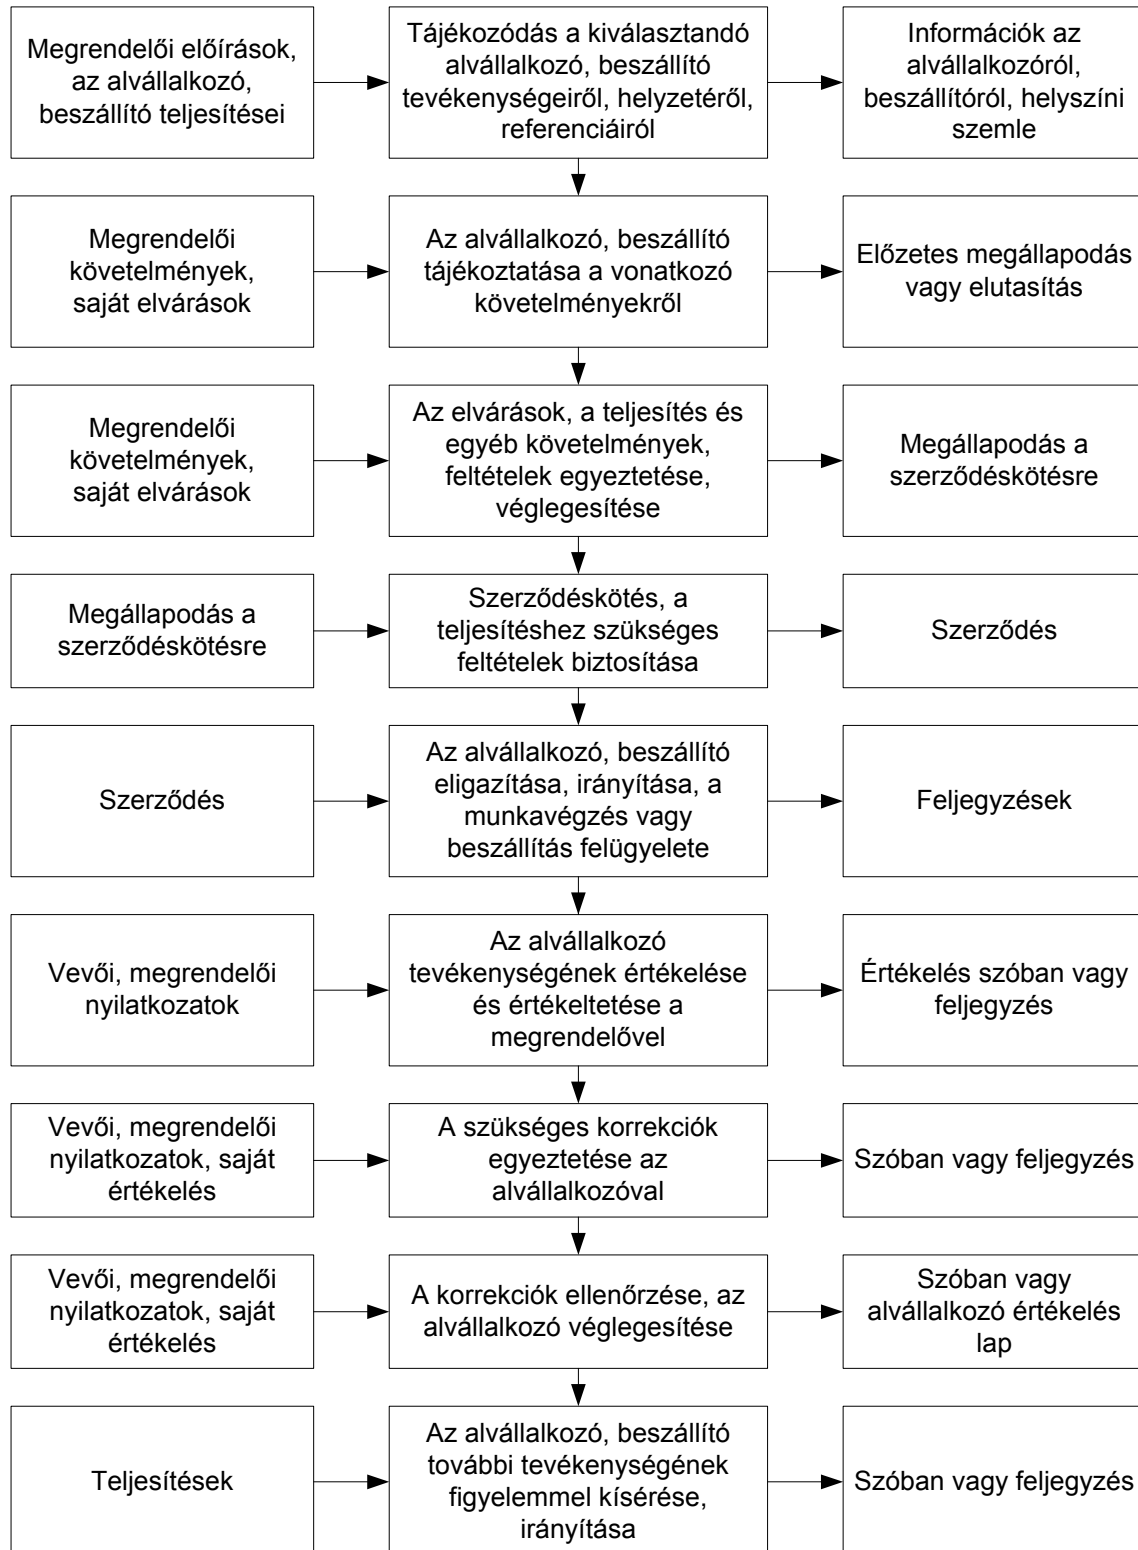 Megrendelői előírások,
az alvállalkozó,
beszállító teljesítései
Tájékozódás a kiválasztandó
alvállalkozó, beszállító
tevékenységeiről, helyzetéről,
referenciáiról
Információk az
alvállalkozóról,
beszállítóról, helyszíni
szemle
Megrendelői
követelmények,
saját elvárások
Az alvállalkozó, beszállító
tájékoztatása a vonatkozó
követelményekről
Előzetes megállapodás
vagy elutasítás
Megrendelői
követelmények,
saját elvárások
Az elvárások, a teljesítés és
egyéb követelmények,
feltételek egyeztetése,
véglegesítése
Megállapodás a
szerződéskötésre
Megállapodás a
szerződéskötésre
Szerződéskötés, a
teljesítéshez szükséges
feltételek biztosítása
Szerződés
Szerződés
Az alvállalkozó, beszállító
eligazítása, irányítása, a
munkavégzés vagy
beszállítás felügyelete
Feljegyzések
Vevői, megrendelői
nyilatkozatok
Az alvállalkozó
tevékenységének értékelése
és értékeltetése a
megrendelővel
Értékelés szóban vagy
feljegyzés
Vevői, megrendelői
nyilatkozatok, saját
értékelés
A szükséges korrekciók
egyeztetése az
alvállalkozóval
Szóban vagy feljegyzés
Vevői, megrendelői
nyilatkozatok, saját
értékelés
A korrekciók ellenőrzése, az
alvállalkozó véglegesítése
Szóban vagy
alvállalkozó értékelés
lap
Teljesítések
Az alvállalkozó, beszállító
további tevékenységének
figyelemmel kísérése,
irányítása
Szóban vagy feljegyzés